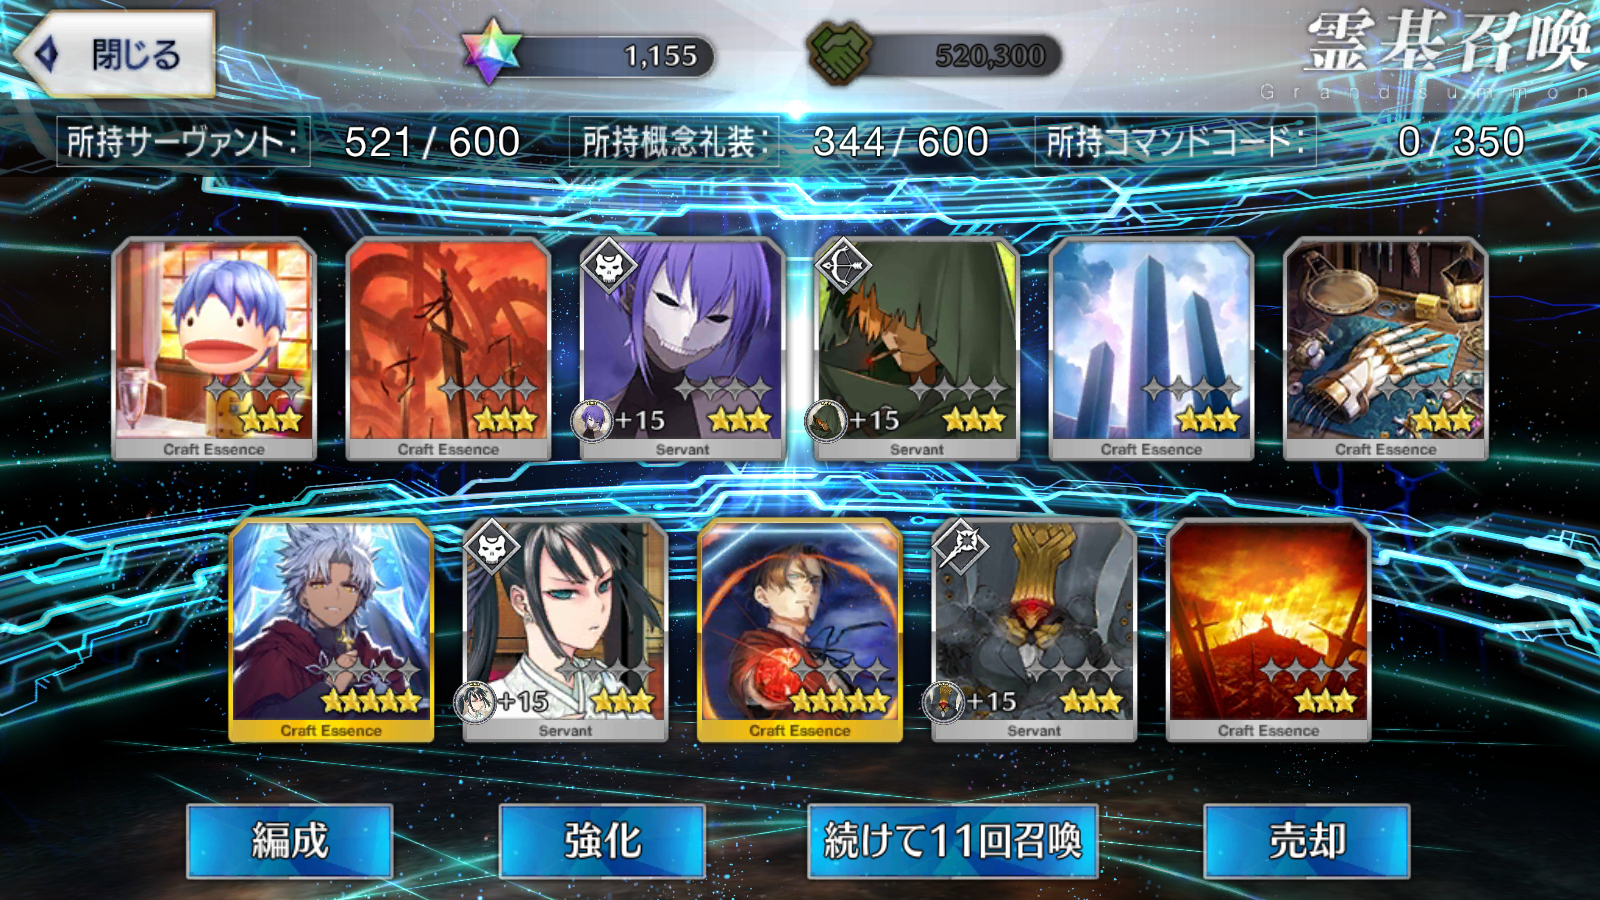 閉じる
1,155
520,300
霊基召喚
Grand summon
所持サーヴァント: 521 / 600
所持概念礼装: 344 / 600
所持コマンドコード: 0 / 350
Craft Essence
Craft Essence
+15
Servant
+15
Servant
Craft Essence
Craft Essence
Craft Essence
+15
Servant
Craft Essence
+15
Servant
Craft Essence
編成
強化
続けて11回召喚
売却